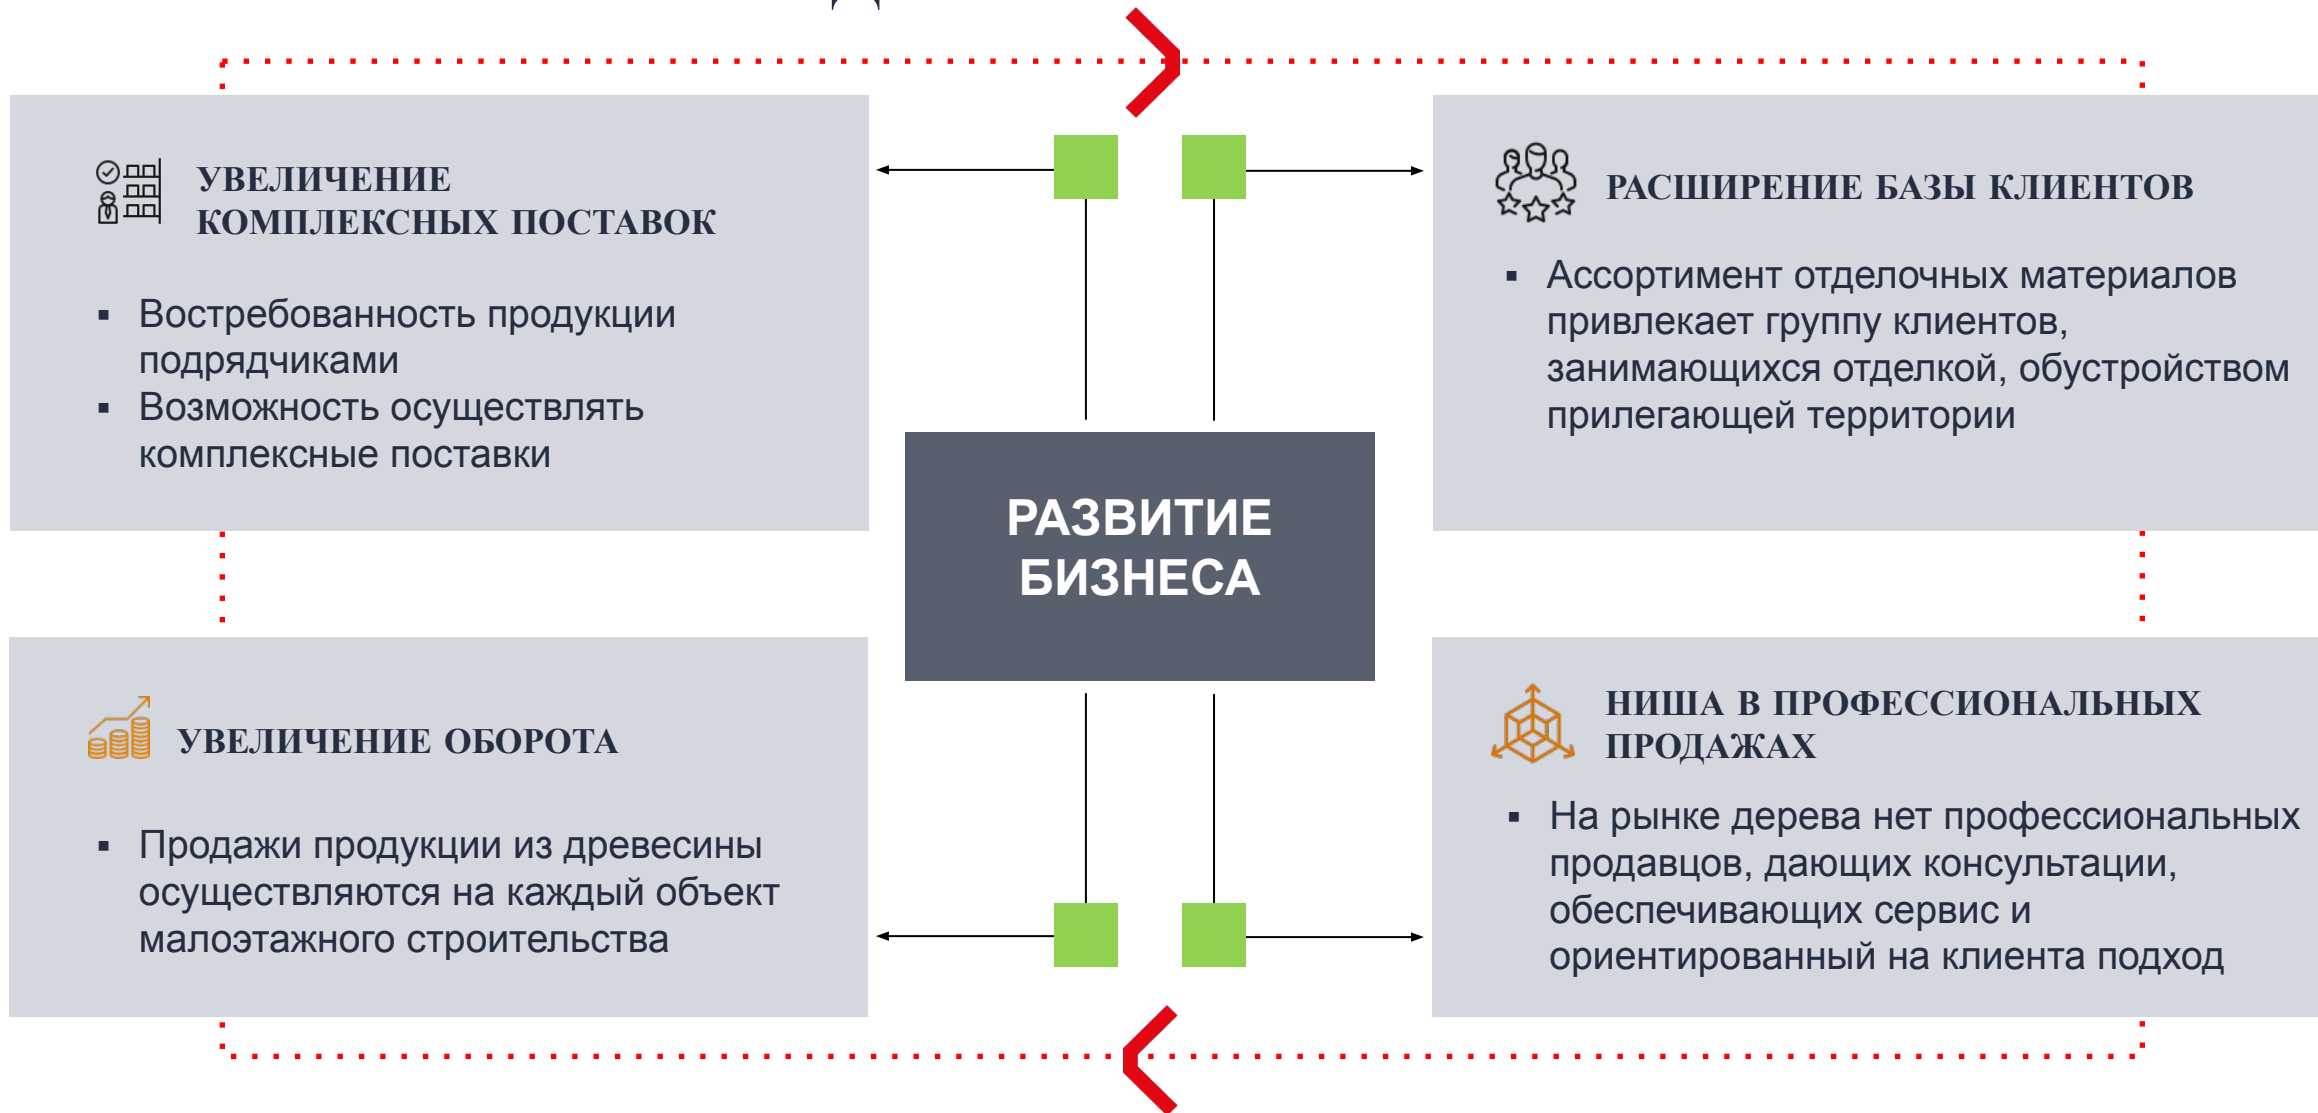 УВЕЛИЧЕНИЕ
КОМПЛЕКСНЫХ ПОСТАВОК
▪ Востребованность продукции
подрядчиками
▪ Возможность осуществлять
комплексные поставки
РАСШИРЕНИЕ БАЗЫ КЛИЕНТОВ
▪ Ассортимент отделочных материалов
привлекает группу клиентов,
занимающихся отделкой, обустройством
прилегающей территории
РАЗВИТИЕ
БИЗНЕСА
УВЕЛИЧЕНИЕ ОБОРОТА
▪ Продажи продукции из древесины
осуществляются на каждый объект
малоэтажного строительства
НИША В ПРОФЕССИОНАЛЬНЫХ
ПРОДАЖАХ
▪ На рынке дерева нет профессиональных
продавцов, дающих консультации,
обеспечивающих сервис и
ориентированный на клиента подход